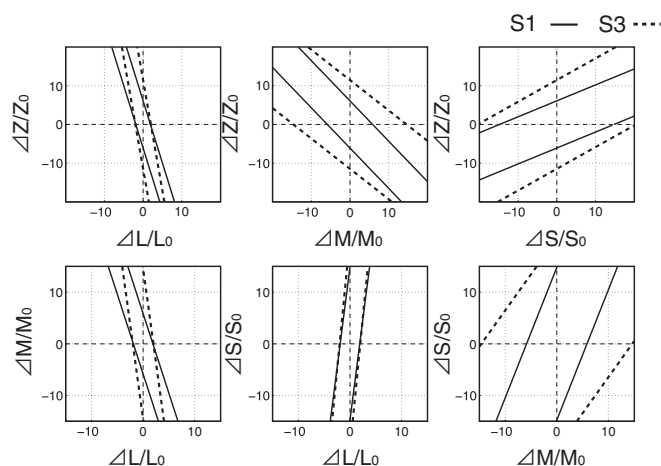 S1 S3
ΔZ/Z0 10 0 −10 −10 0 10 ΔL/L0
ΔZ/Z0 10 0 −10 −10 0 10 ΔM/M0
ΔZ/Z0 10 0 −10 −10 0 10 ΔS/S0
ΔM/M0 10 0 −10 −10 0 10 ΔL/L0
ΔS/S0 10 0 −10 −10 0 10 ΔL/L0
ΔS/S0 10 0 −10 −10 0 10 ΔM/M0